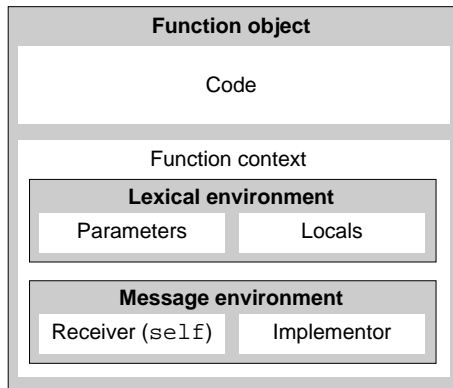 Function object
Code
Function context
Lexical environment
Parameters Locals
Message environment
Receiver (self) Implementor